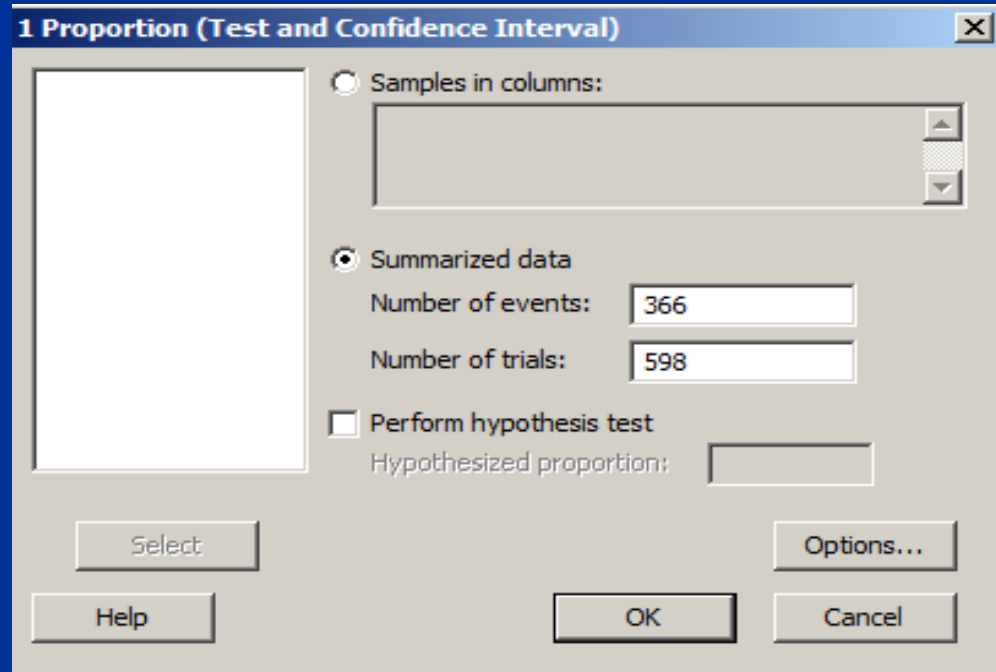 1 Proportion (Test and Confidence Interval)
Samples in columns:
Summarized data
Number of events: 366
Number of trials: 598
Perform hypothesis test
Hypothesized proportion:
Select
Options...
Help
OK
Cancel